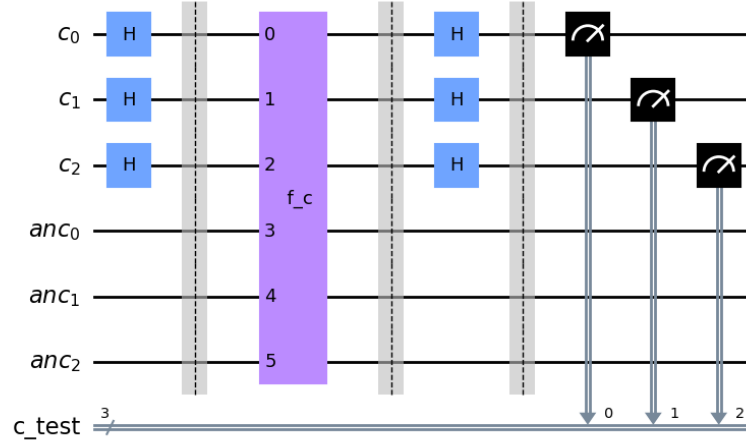 c₀ H 0 H
c₁ H 1 H
c₂ H 2 H
f_c
anc₀ 3
anc₁ 4
anc₂ 5
c_test 3 0 1 2